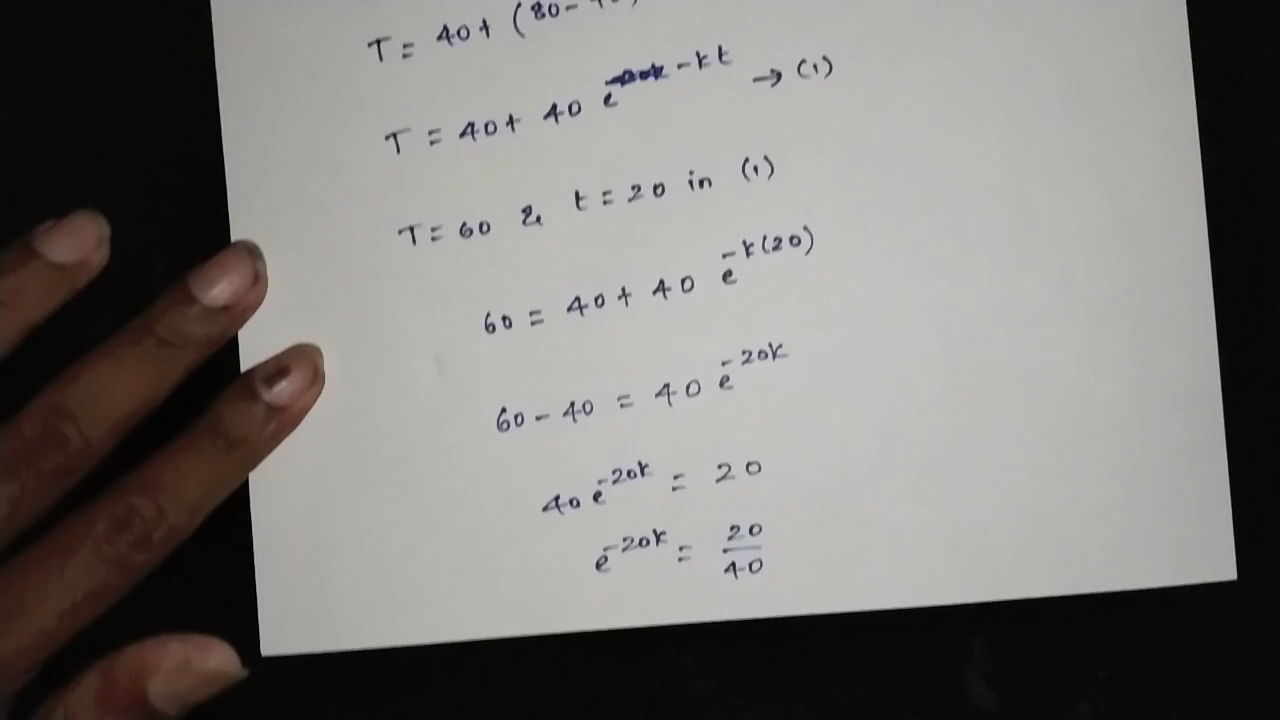 T = 40 + (80 -
T = 40 + 40 e^{-kt} → (1)
T = 60 & t = 20 in (1)
60 = 40 + 40 e^{-k(20)}
60 - 40 = 40 e^{-20k}
40 e^{-20k} = 20
e^{-20k} = 20/40